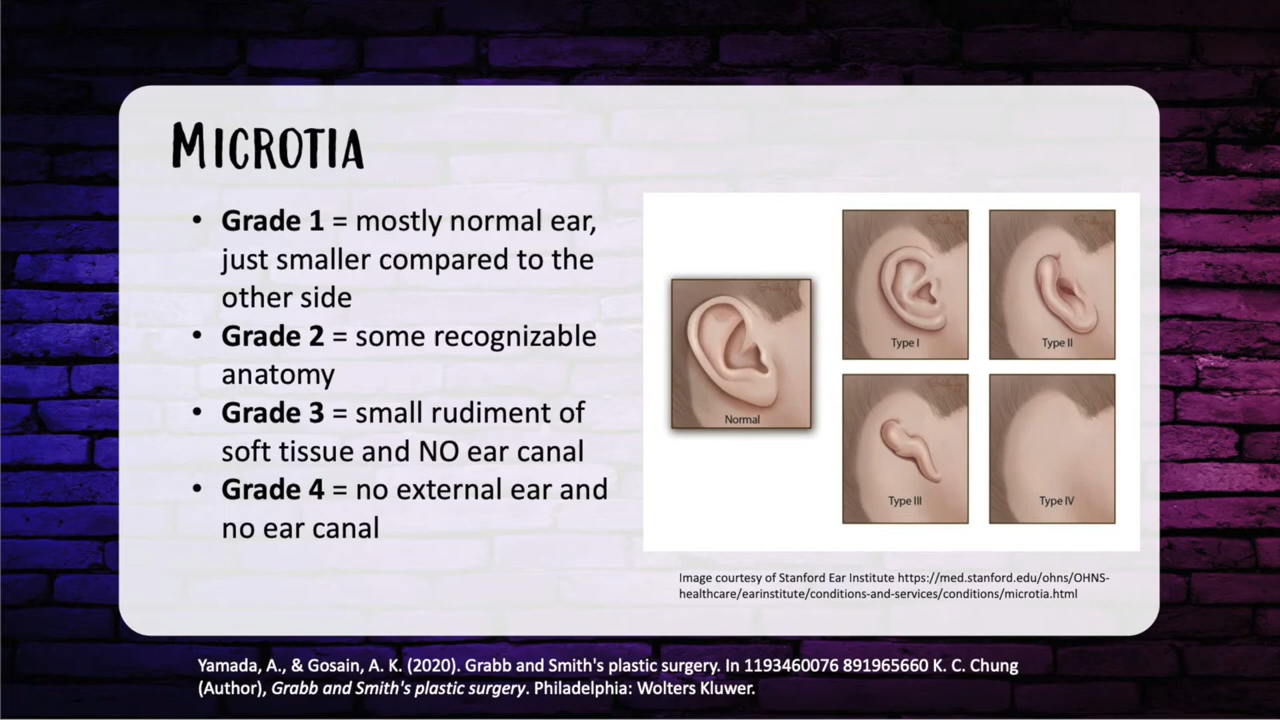 MICROTIA
• Grade 1 = mostly normal ear,
just smaller compared to the
other side
• Grade 2 = some recognizable
anatomy
• Grade 3 = small rudiment of
soft tissue and NO ear canal
• Grade 4 = no external ear and
no ear canal
Normal
Type I
Type II
Type III
Type IV
Image courtesy of Stanford Ear Institute https://med.stanford.edu/ohns/OHNS-
healthcare/earinstitute/conditions-and-services/conditions/microtia.html
Yamada, A., & Gosain, A. K. (2020). Grabb and Smith's plastic surgery. In 1193460076 891965660 K. C. Chung
(Author), Grabb and Smith's plastic surgery. Philadelphia: Wolters Kluwer.